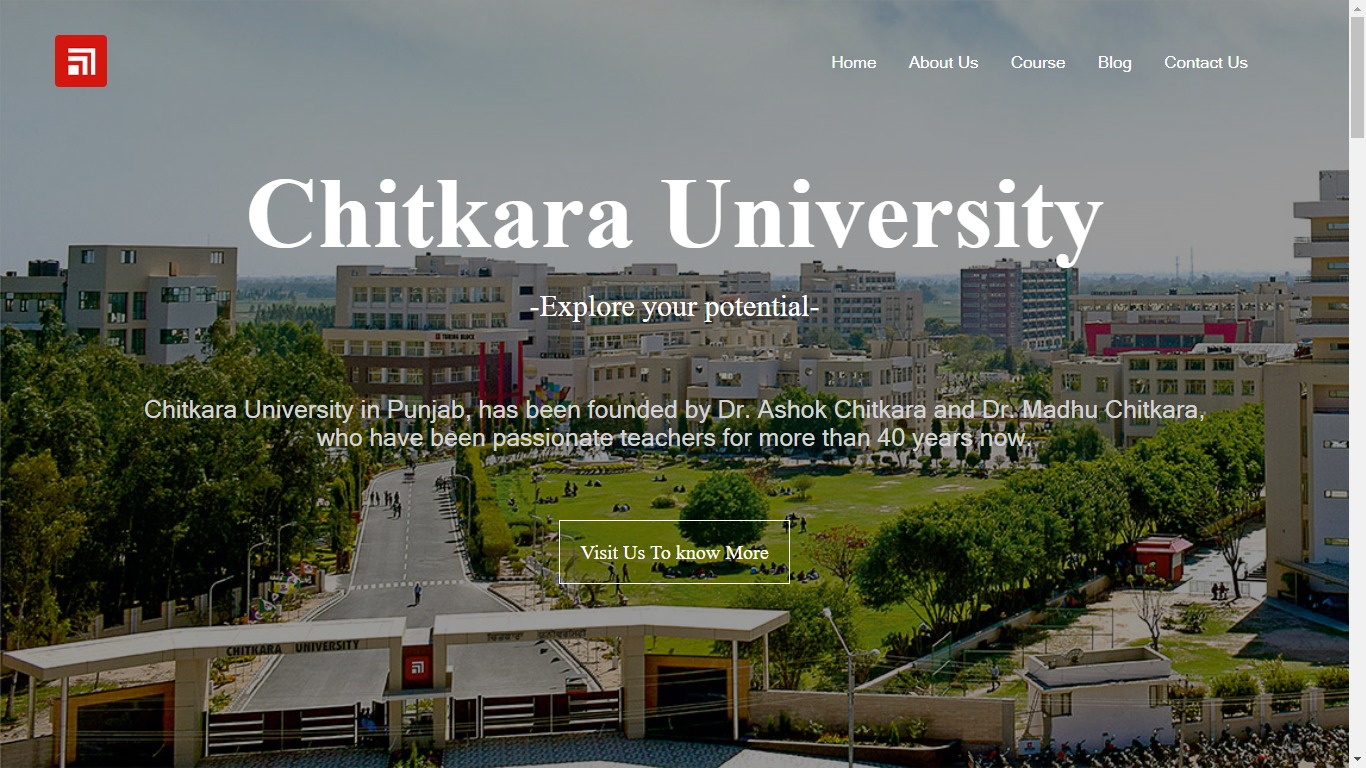 Home About Us Course Blog Contact Us
Chitkara University
-Explore your potential-
Chitkara University in Punjab, has been founded by Dr. Ashok Chitkara and Dr. Madhu Chitkara,
who have been passionate teachers for more than 40 years now.
Visit Us To know More
CHITKARA UNIVERSITY